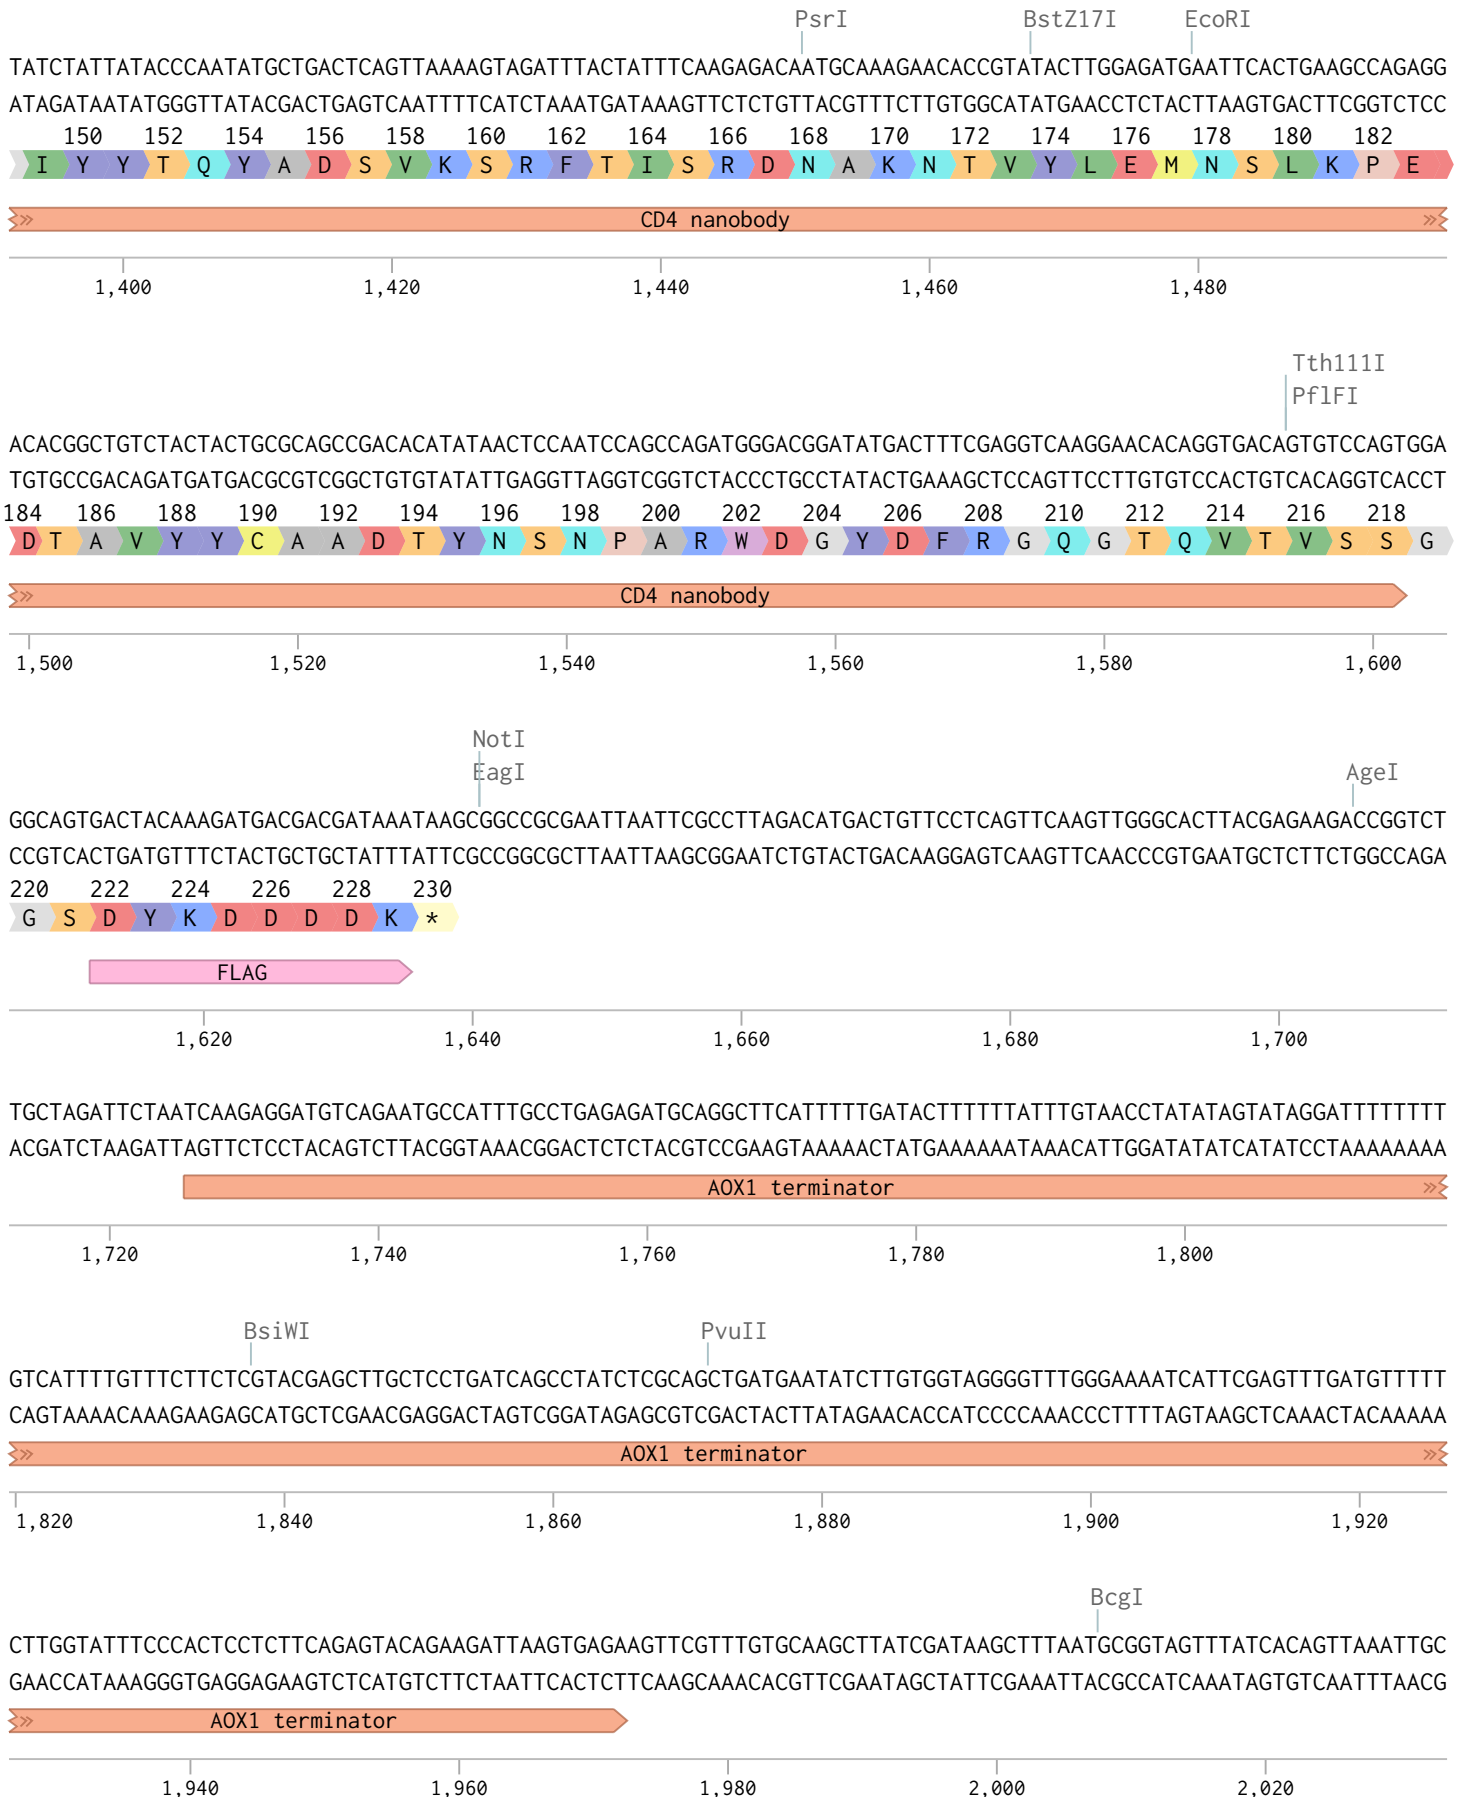 PsrI BstZ17I EcoRI
TATCTATTATACCCAATATGCTGACTCAGTTAAAAGTAGATTTACTATTTCAAGAGACAATGCAAAGAACACCGTATACTTGGAGATGAATTCACTGAAGCCAGAGG
ATAGATAATATGGGTTATACGACTGAGTCAATTTTCATCTAAATGATAAAGTTCTCTGTTACGTTTCTTGTGGCATATGAACCTCTACTTAAGTGACTTCGGTCTCC
150 152 154 156 158 160 162 164 166 168 170 172 174 176 178 180 182
I Y Y T Q Y A D S V K S R F T I S R D N A K N T V Y L E M N S L K P E
CD4 nanobody
1,400 1,420 1,440 1,460 1,480
Tth111I
PflFI
ACACGGCTGTCTACTACTGCGCAGCCGACACATATAACTCCAATCCAGCCAGATGGGACGGATATGACTTTCGAGGTCAAGGAACACAGGTGACAGTGTCCAGTGGA
TGTGCCGACAGATGATGACGCGTCGGCTGTGTATATTGAGGTTAGGTCGGTCTACCCTGCCTATACTGAAAGCTCCAGTTCCTTGTGTCCACTGTCACAGGTCACCT
184 186 188 190 192 194 196 198 200 202 204 206 208 210 212 214 216 218
D T A V Y Y C A A D T Y N S N P A R W D G Y D F R G Q G T Q V T V S S G
CD4 nanobody
1,500 1,520 1,540 1,560 1,580 1,600
NotI
EagI AgeI
GGCAGTGACTACAAAGATGACGACGATAAATAAGCGGCCGCGAATTAATTCGCCTTAGACATGACTGTTCCTCAGTTCAAGTTGGGCACTTACGAGAAGACCGGTCT
CCGTCACTGATGTTTCTACTGCTGCTATTTATTCGCCGGCGCTTAATTAAGCGGAATCTGTACTGACAAGGAGTCAAGTTCAACCCGTGAATGCTCTTCTGGCCAGA
220 222 224 226 228 230
G S D Y K D D D D K *
FLAG
1,620 1,640 1,660 1,680 1,700
TGCTAGATTCTAATCAAGAGGATGTCAGAATGCCATTTGCCTGAGAGATGCAGGCTTCATTTTTGATACTTTTTTATTTGTAACCTATATAGTATAGGATTTTTTTT
ACGATCTAAGATTAGTTCTCCTACAGTCTTACGGTAAACGGACTCTCTACGTCCGAAGTAAAAACTATGAAAAAATAAACATTGGATATATCATATCCTAAAAAAAA
AOX1 terminator
1,720 1,740 1,760 1,780 1,800
BsiWI PvuII
GTCATTTTGTTTCTTCTCGTACGAGCTTGCTCCTGATCAGCCTATCTCGCAGCTGATGAATATCTTGTGGTAGGGGTTTGGGAAAATCATTCGAGTTTGATGTTTTT
CAGTAAAACAAAGAAGAGCATGCTCGAACGAGGACTAGTCGGATAGAGCGTCGACTACTTATAGAACACCATCCCCAAACCCTTTTAGTAAGCTCAAACTACAAAAA
AOX1 terminator
1,820 1,840 1,860 1,880 1,900 1,920
BcgI
CTTGGTATTTCCCACTCCTCTTCAGAGTACAGAAGATTAAGTGAGAAGTTCGTTTGTGCAAGCTTATCGATAAGCTTTAATGCGGTAGTTTATCACAGTTAAATTGC
GAACCATAAAGGGTGAGGAGAAGTCTCATGTCTTCTAATTCACTCTTCAAGCAAACACGTTCGAATAGCTATTCGAAATTACGCCATCAAATAGTGTCAATTTAACG
AOX1 terminator
1,940 1,960 1,980 2,000 2,020